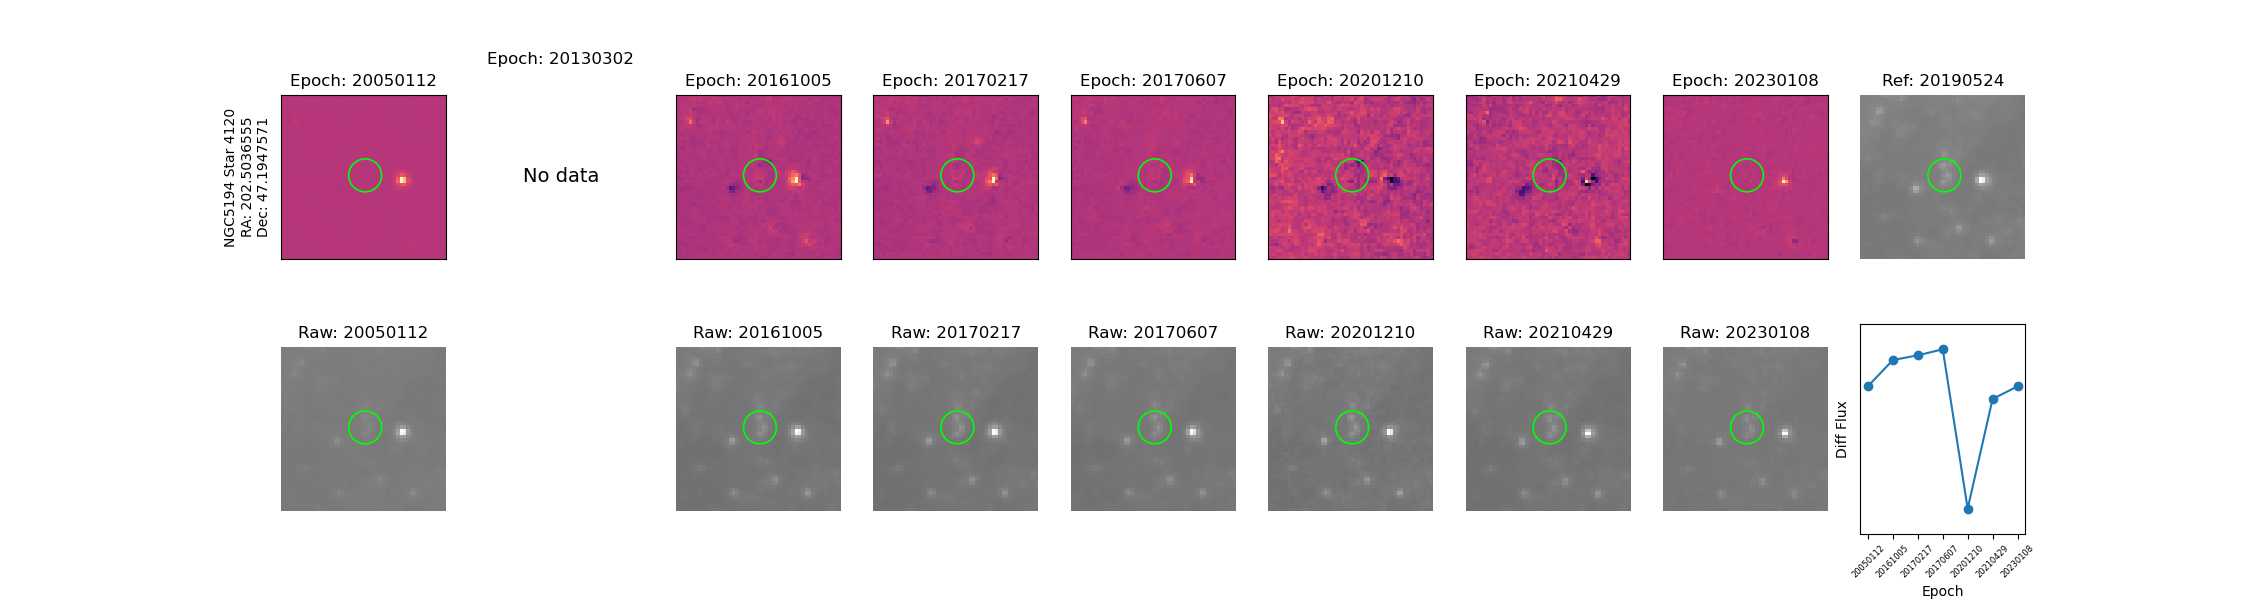 Epoch: 20050112
Epoch: 20130302
Epoch: 20161005
Epoch: 20170217
Epoch: 20170607
Epoch: 20201210
Epoch: 20210429
Epoch: 20230108
Ref: 20190524
NGC5194 Star 4120
RA: 202.5036555
Dec: 47.19475571
No data
Raw: 20050112
Raw: 20161005
Raw: 20170217
Raw: 20170607
Raw: 20201210
Raw: 20210429
Raw: 20230108
Diff Flux
20050112
20161005
20170217
20170607
20201210
20210429
20230108
Epoch